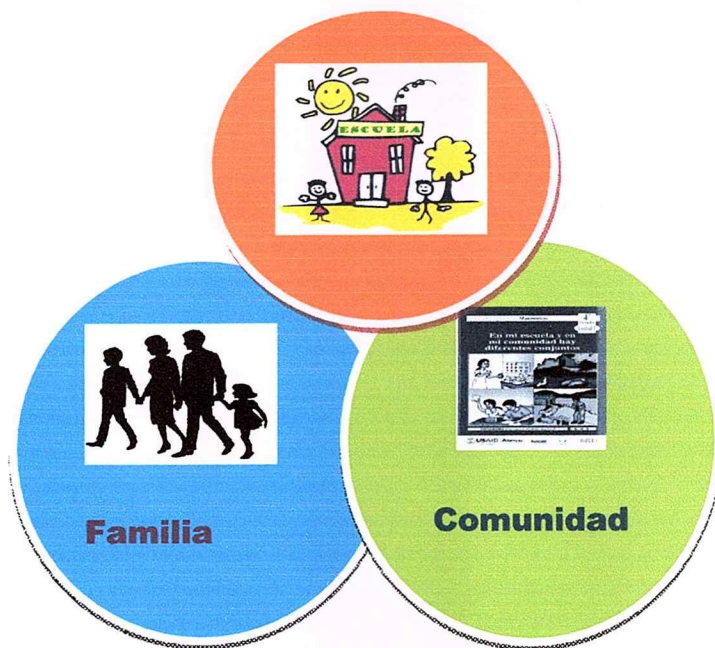 ESCUELA
En mi escuela y en
mi comunidad hay
diferentes conjuntos
USAID
Familia
Comunidad